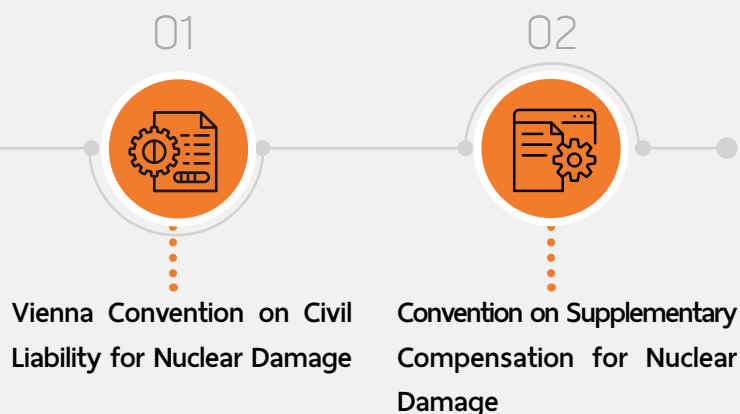 01
Vienna Convention on Civil
Liability for Nuclear Damage
02
Convention on Supplementary
Compensation for Nuclear
Damage